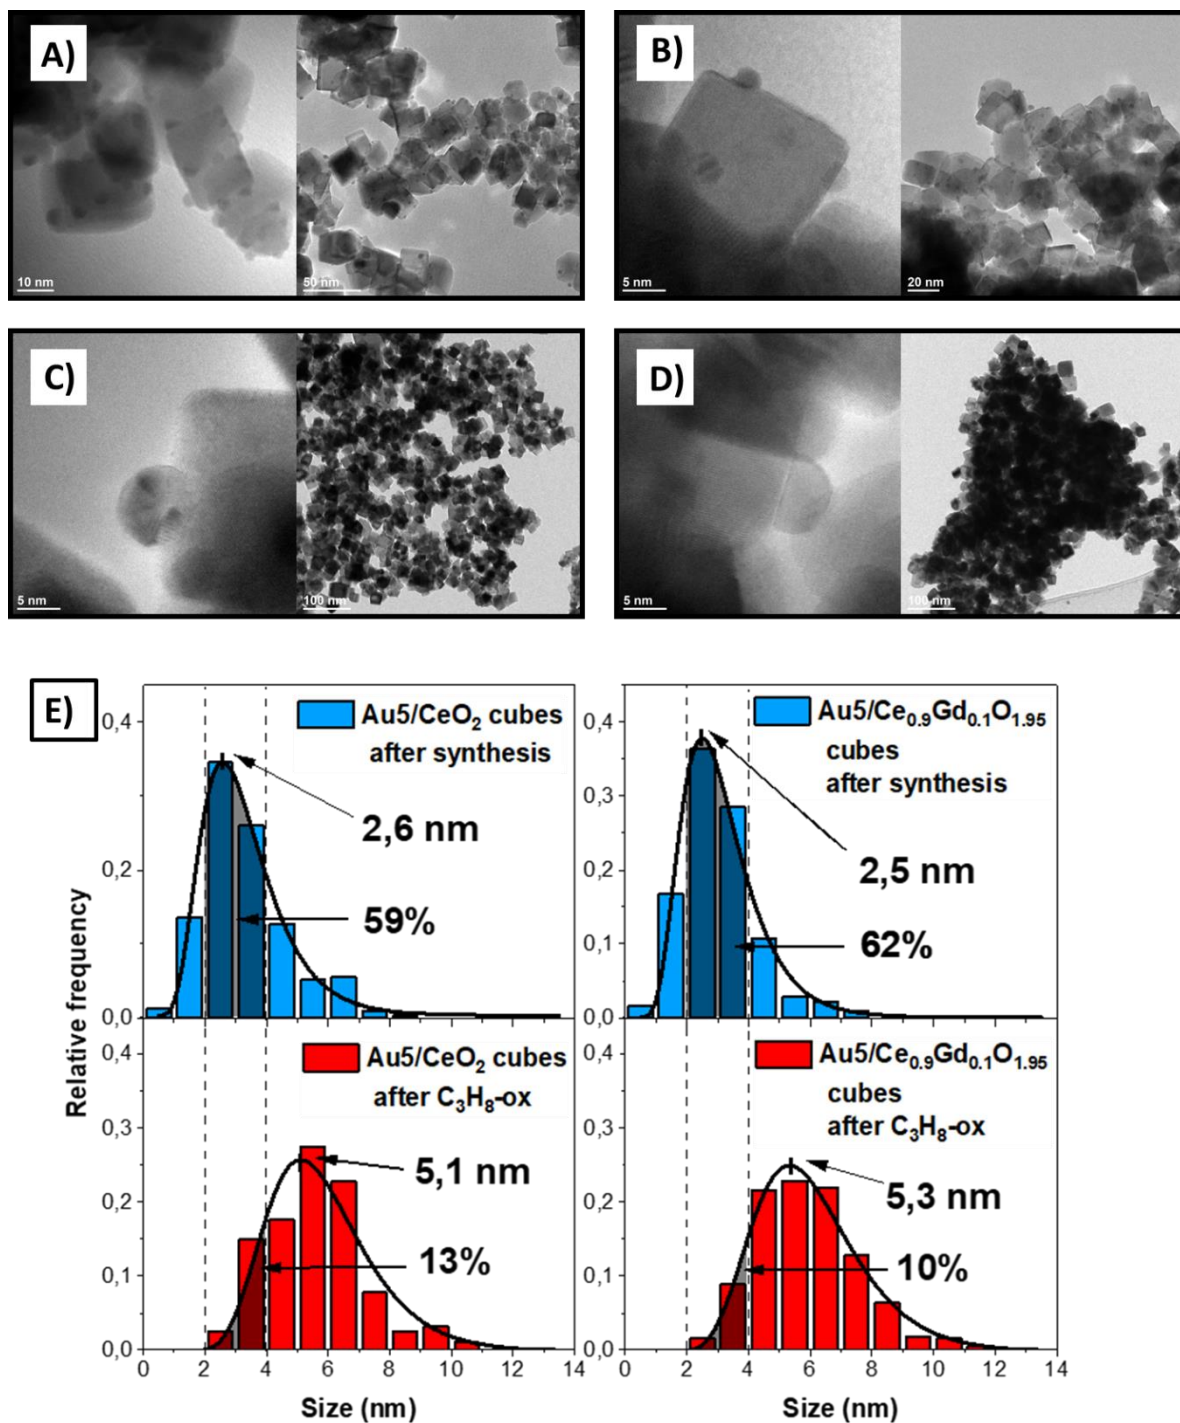 A)
10 nm
50 nm
B)
5 nm
20 nm
C)
5 nm
100 nm
D)
5 nm
100 nm
E)
Relative frequency
0,4
0,2
0,0
Au5/CeO₂ cubes
after synthesis
2,6 nm
59%
0,4
0,3
0,2
0,1
0,0
Au5/Ce₀.₉Gd₀.₁O₁.₉₅
cubes
after synthesis
2,5 nm
62%
0,4
0,3
0,2
0,1
0,0
Au5/CeO₂ cubes
after C₃H₈-ox
5,1 nm
13%
0 2 4 6 8 10 12 14
Size (nm)
0,4
0,3
0,2
0,1
0,0
Au5/Ce₀.₉Gd₀.₁O₁.₉₅
cubes
after C₃H₈-ox
5,3 nm
10%
0 2 4 6 8 10 12 14
Size (nm)